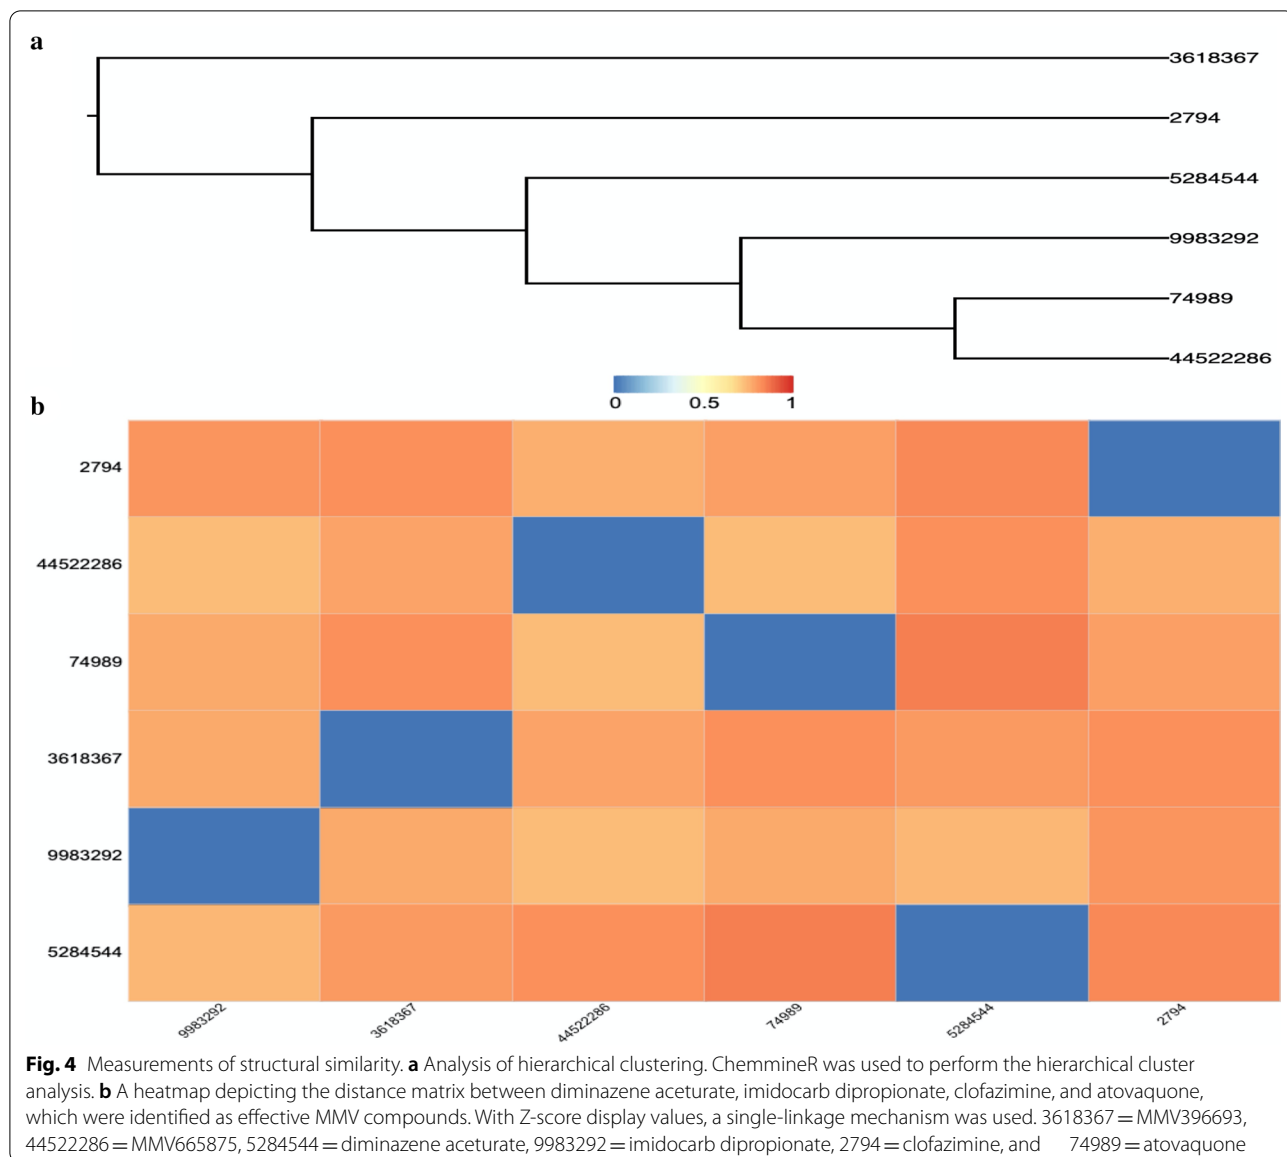 a
3618367
2794
5284544
9983292
74989
44522286
0 0.5 1
b
2794
44522286
74989
3618367
9983292
5284544
9983292 3618367 44522286 74989 5284544 2794
Fig. 4 Measurements of structural similarity. a Analysis of hierarchical clustering. ChemmineR was used to perform the hierarchical cluster
analysis. b A heatmap depicting the distance matrix between diminazene aceturate, imidocarb dipropionate, clofazimine, and atovaquone,
which were identified as effective MMV compounds. With Z-score display values, a single-linkage mechanism was used. 3618367 = MMV396693,
44522286 = MMV665875, 5284544 = diminazene aceturate, 9983292 = imidocarb dipropionate, 2794 = clofazimine, and 74989 = atovaquone